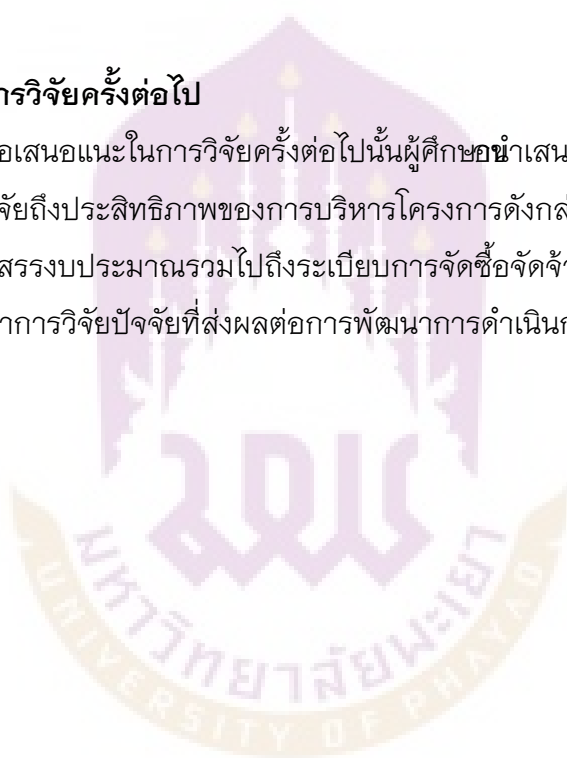 ารวิจัยครั้งต่อไป
อเสนอแนะในการวิจัยครั้งต่อไปนั้นผู้ศึกษา
จัยถึงประสิทธิภาพของการบริหารโครงการดังกล
สรรงบประมาณรวมไปถึงระเบียบการจัดซื้อจัดจ้า
าการวิจัยปัจจัยที่ส่งผลต่อการพัฒนาการดำเนินก
มพ
มหาวิทยาลัยพะเยา
UNIVERSITY OF PHAYAO